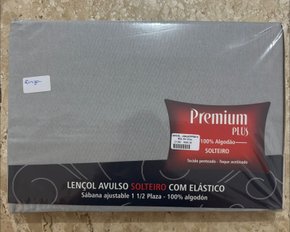 Premium
PLUS
100% Algodão
SOLTEIRO
Tecido penteado - Toque acetinado
LENÇOL AVULSO SOLTEIRO COM ELÁSTICO
Sábana ajustable 1 1/2 Plaza - 100% algodón